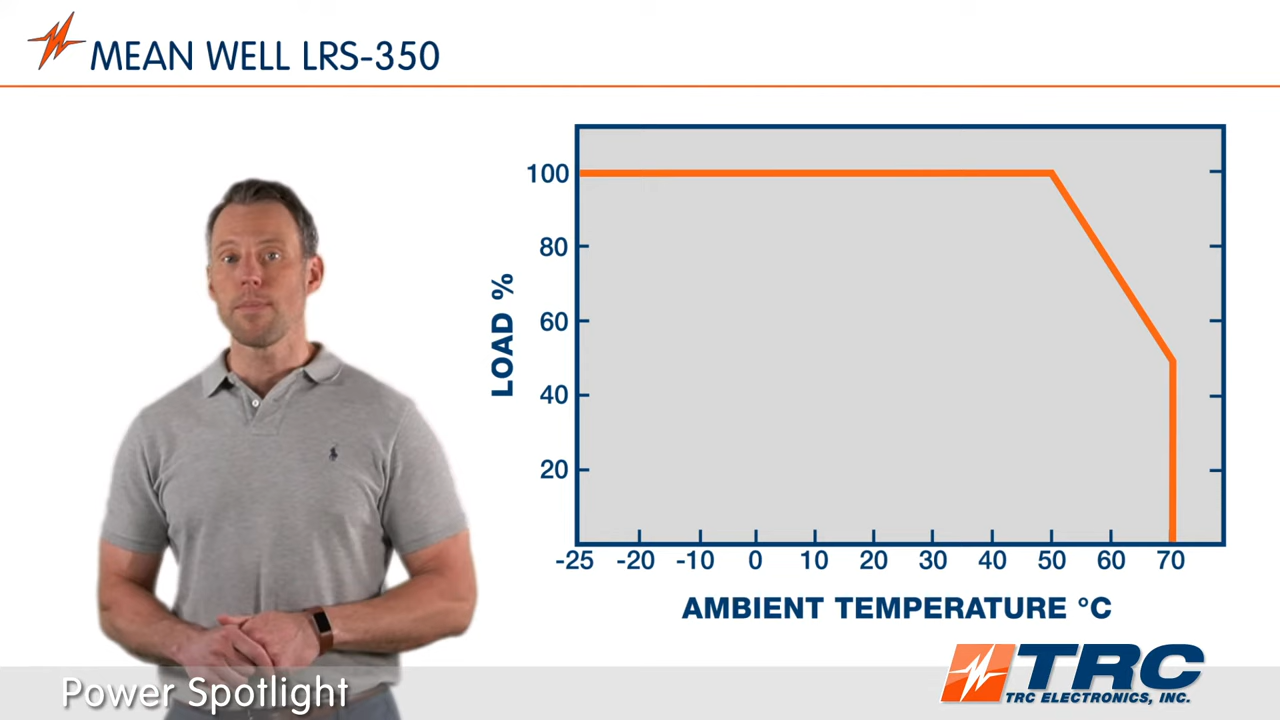 MEAN WELL LRS-350
100
80
60
40
20
LOAD %
-25 -20 -10 0 10 20 30 40 50 60 70
AMBIENT TEMPERATURE °C
TRC
TRC ELECTRONICS, INC.
Power Spotlight